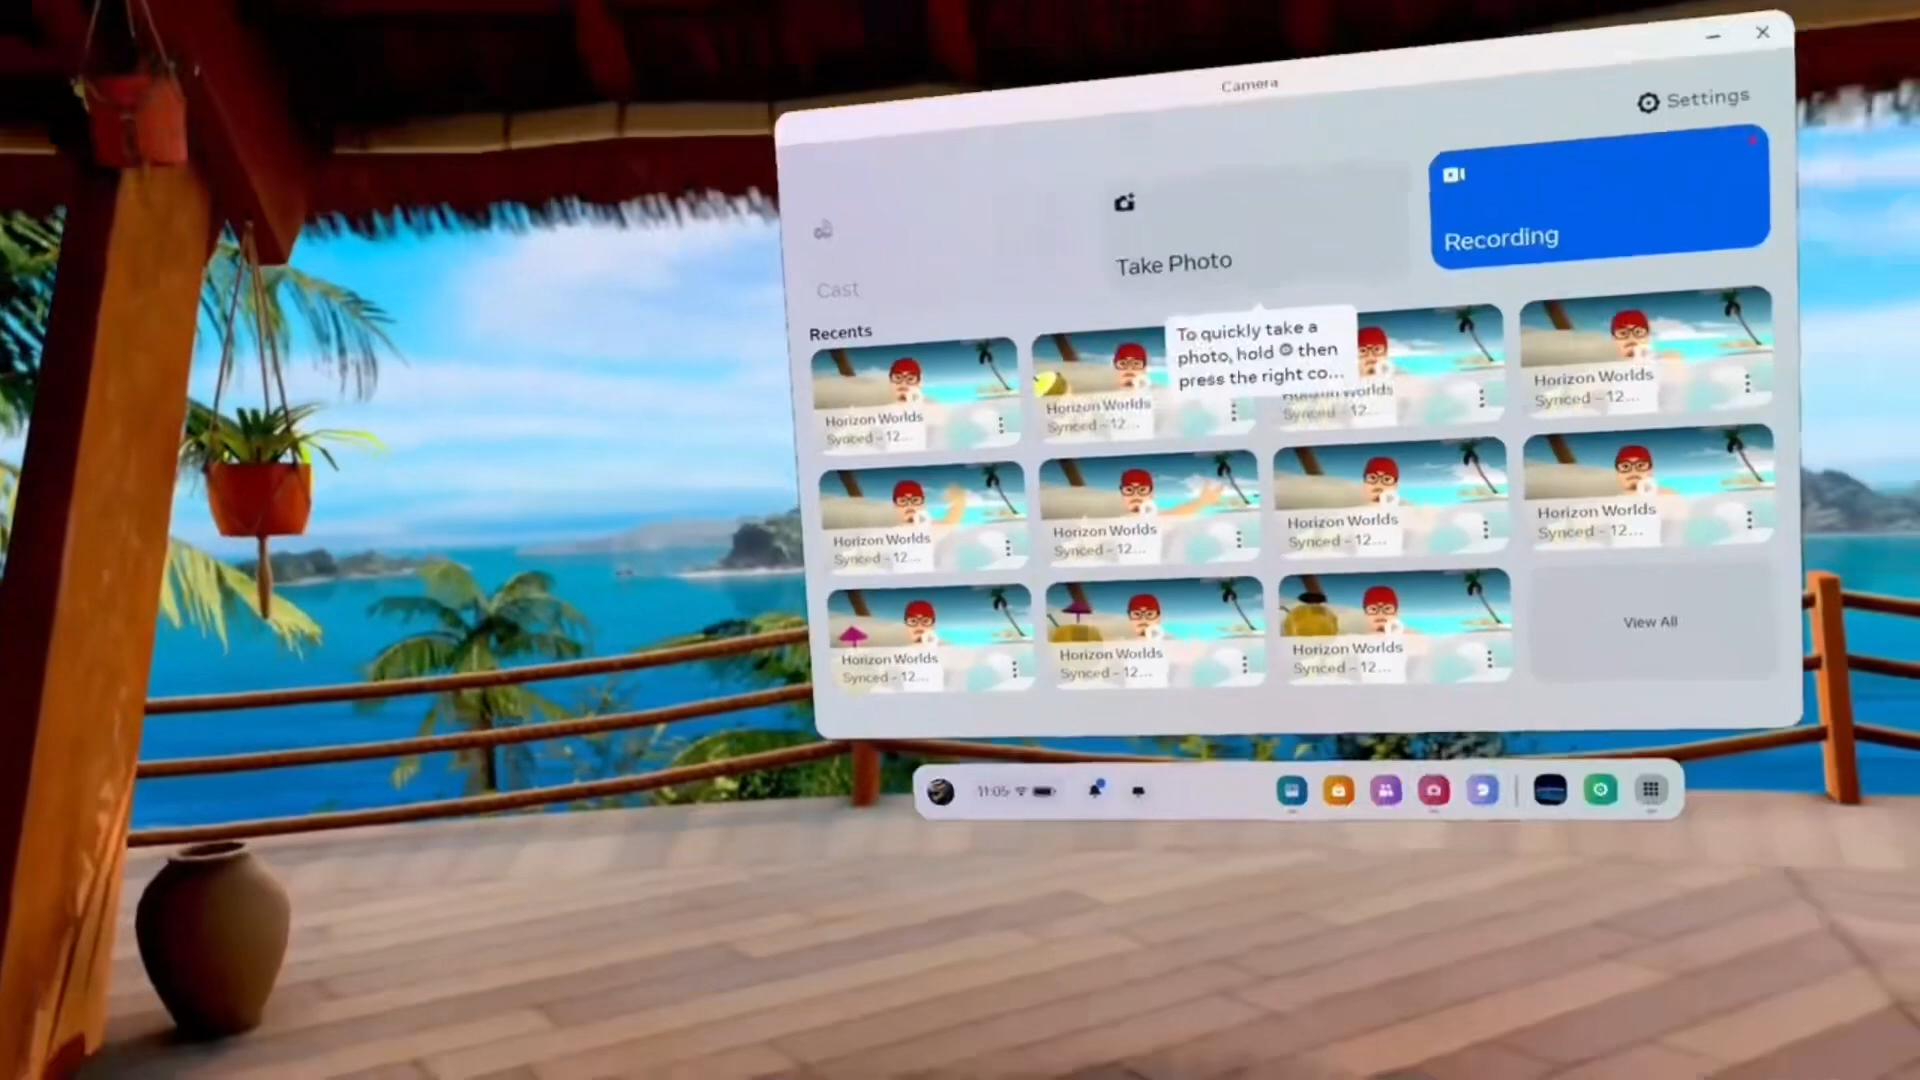 Camera
Settings
Cast
Take Photo
Recording
Recents
To quickly take a
photo, hold then
press the right co...
Horizon Worlds
Synced - 12...
Horizon Worlds
Synced - 12...
Horizon Worlds
Synced - 12...
Horizon Worlds
Synced - 12...
Horizon Worlds
Synced - 12...
Horizon Worlds
Synced - 12...
Horizon Worlds
Synced - 12...
Horizon Worlds
Synced - 12...
Horizon Worlds
Synced - 12...
Horizon Worlds
Synced - 12...
Horizon Worlds
Synced - 12...
View All
11:05